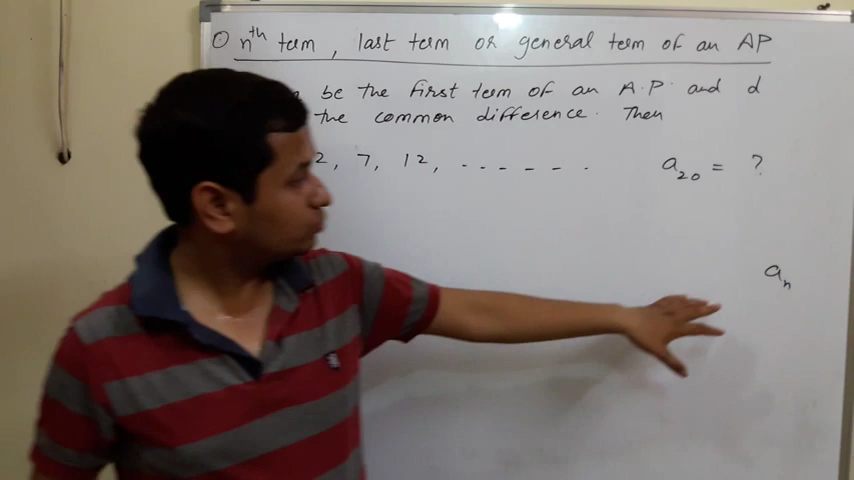 nth term, last term or general term of an AP
be the first term of an A.P. and d
the common difference. Then
2, 7, 12, . - . - - - . a20 = ?
an